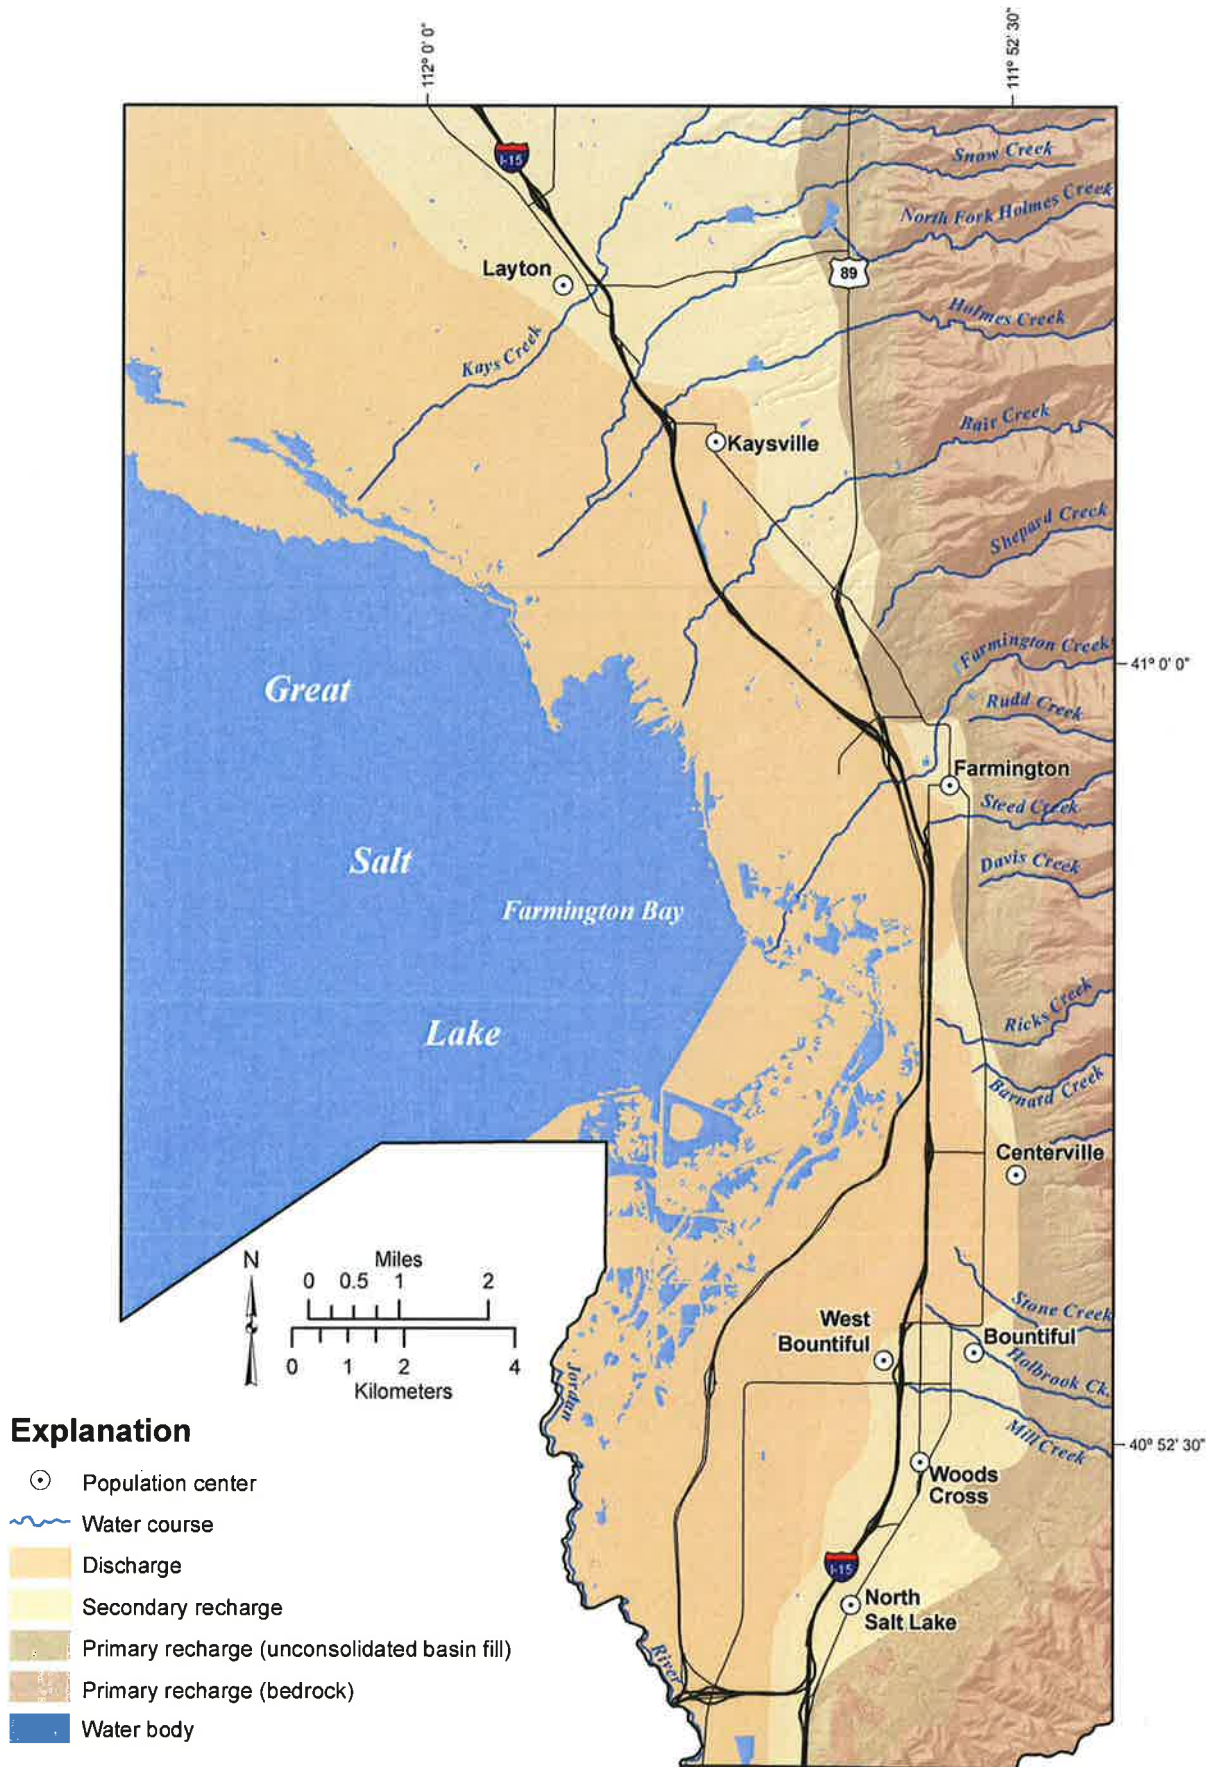 112° 0' 0"
111° 52' 30"
I-15
Snow Creek
North Fork Holmes Creek
Layton
89
Holmes Creek
Kays Creek
Bair Creek
Kaysville
Shepard Creek
Farmington Creek
41° 0' 0"
Great
Rudd Creek
Farmington
Steed Creek
Salt
Davis Creek
Farmington Bay
Ricks Creek
Lake
Barnard Creek
Centerville
N
Miles
0 0.5 1 2
0 1 2 4
Kilometers
Stone Creek
West
Bountiful
Bountiful
Holbrook Ck.
Jordan
Mill Creek
40° 52' 30"
Woods
Cross
I-15
North
Salt Lake
River
Explanation
Population center
Water course
Discharge
Secondary recharge
Primary recharge (unconsolidated basin fill)
Primary recharge (bedrock)
Water body